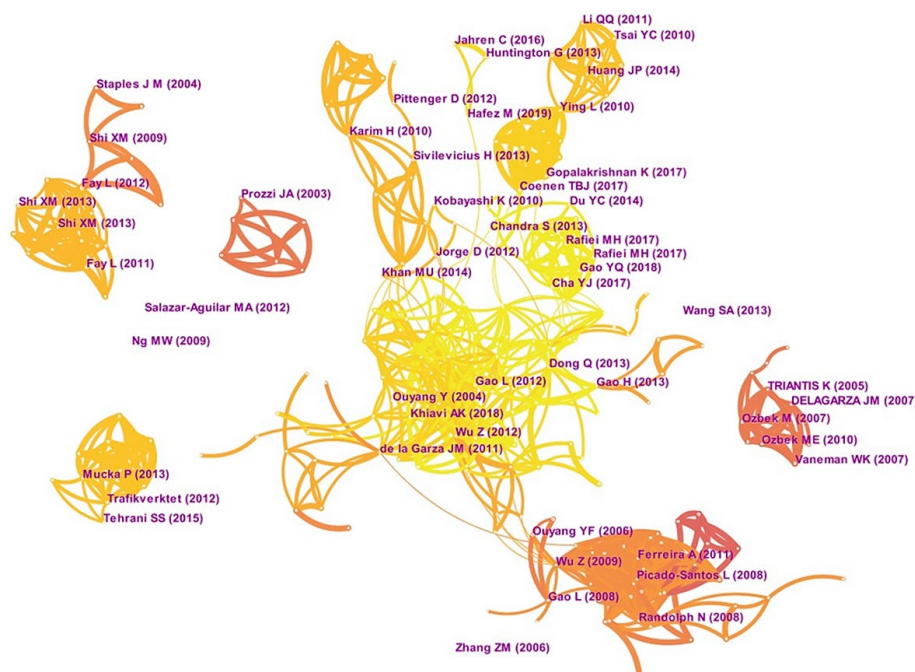 Li QQ (2011)
Tsai YC (2010)
Jahren C (2016)
Huntington G (2013)
Huang JP (2014)
Staples J M (2004)
Pittenger D (2012)
Ying L (2010)
Hafez M (2019)
Karim H (2010)
Shi XM (2009)
Sivilevicius H (2013)
Gopalakrishnan K (2017)
Fay L (2012)
Coenen TBJ (2017)
Prozzi JA (2003)
Kobayashi K (2010)
Du YC (2014)
Shi XM (2013)
Shi XM (2013)
Chandra S (2013)
Rafiei MH (2017)
Jorge D (2012)
Rafiei MH (2017)
Fay L (2011)
Gao YQ (2018)
Khan MU (2014)
Cha YJ (2017)
Salazar-Aguilar MA (2012)
Wang SA (2013)
Ng MW (2009)
Dong Q (2013)
Gao L (2012)
Gao H (2013)
TRIANTIS K (2005)
Ouyang Y (2004)
DELAGARZA JM (2007
Khiavi AK (2018)
Ozbek M (2007)
Wu Z (2012)
Ozbek ME (2010)
de la Garza JM (2011)
Vaneman WK (2007)
Mucka P (2013)
Trafikverktet (2012)
Tehrani SS (2015)
Ouyang YF (2006)
Ferreira A (2011)
Wu Z (2009)
Picado-Santos L (2008)
Gao L (2008)
Randolph N (2008)
Zhang ZM (2006)